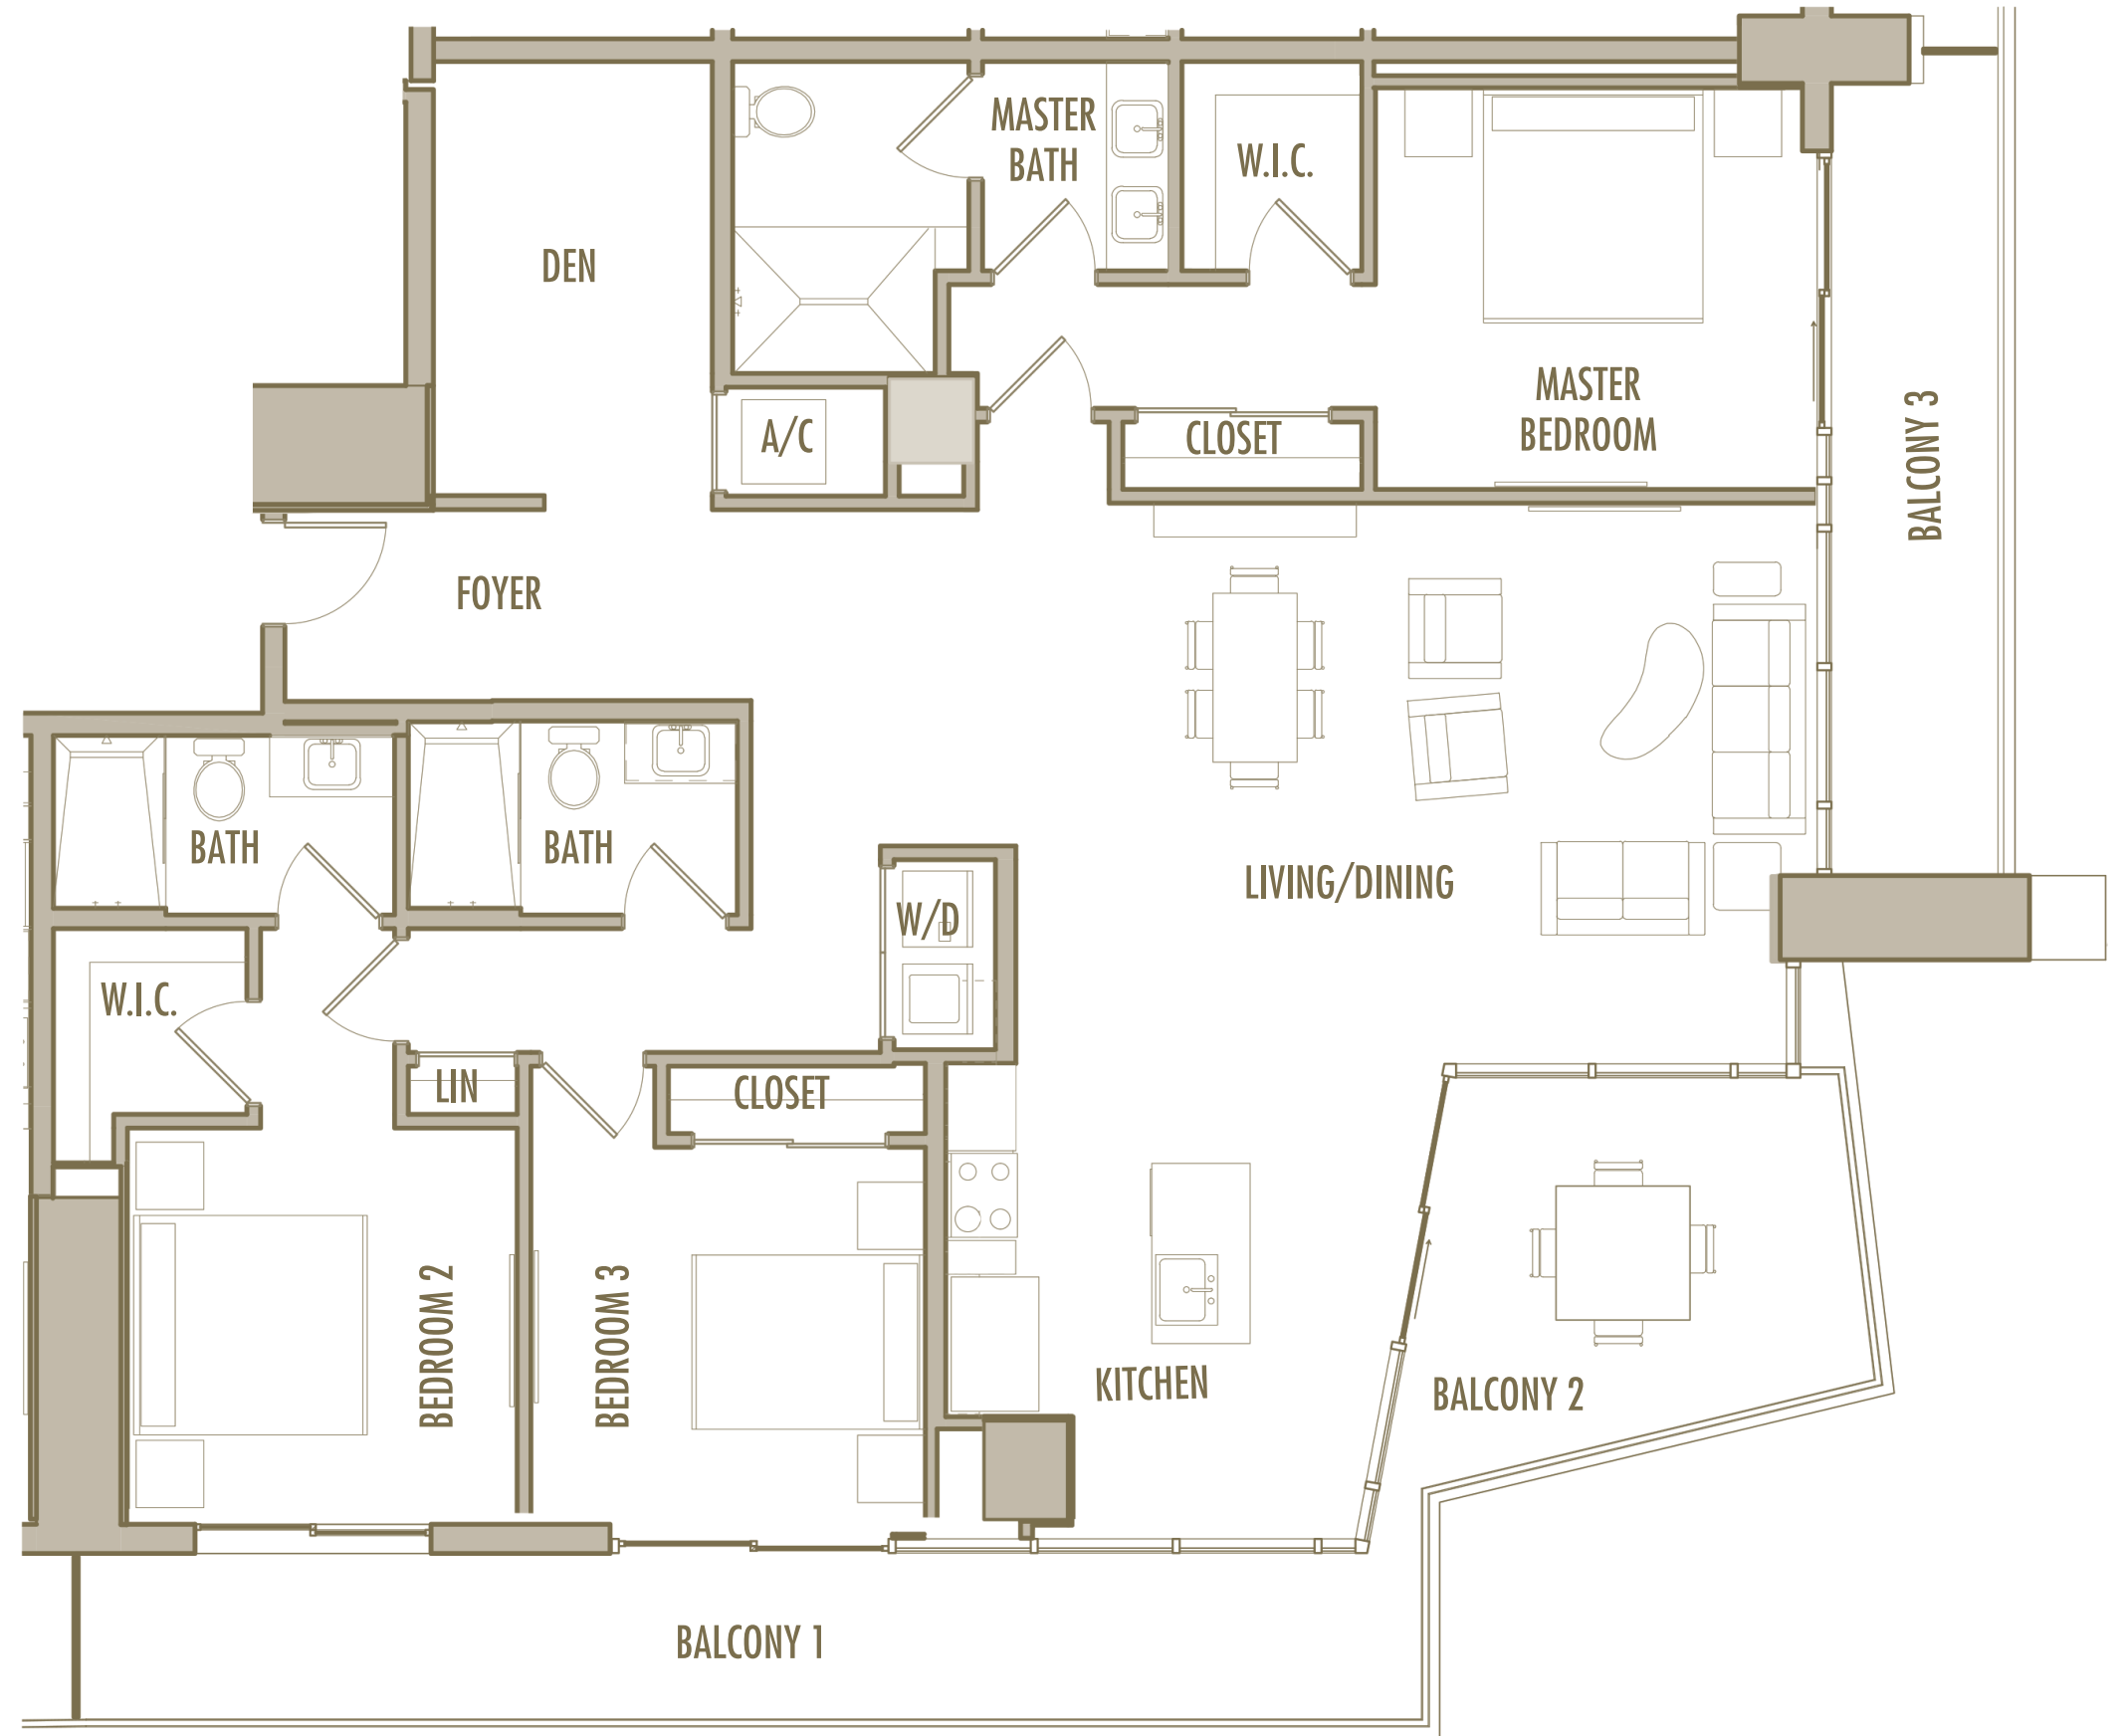 MASTER
BATH
W.I.C.
DEN
MASTER
BEDROOM
BALCONY 3
A/C
CLOSET
FOYER
BATH
BATH
LIVING/DINING
W/D
W.I.C.
LIN
CLOSET
BEDROOM 2
BEDROOM 3
KITCHEN
BALCONY 2
BALCONY 1